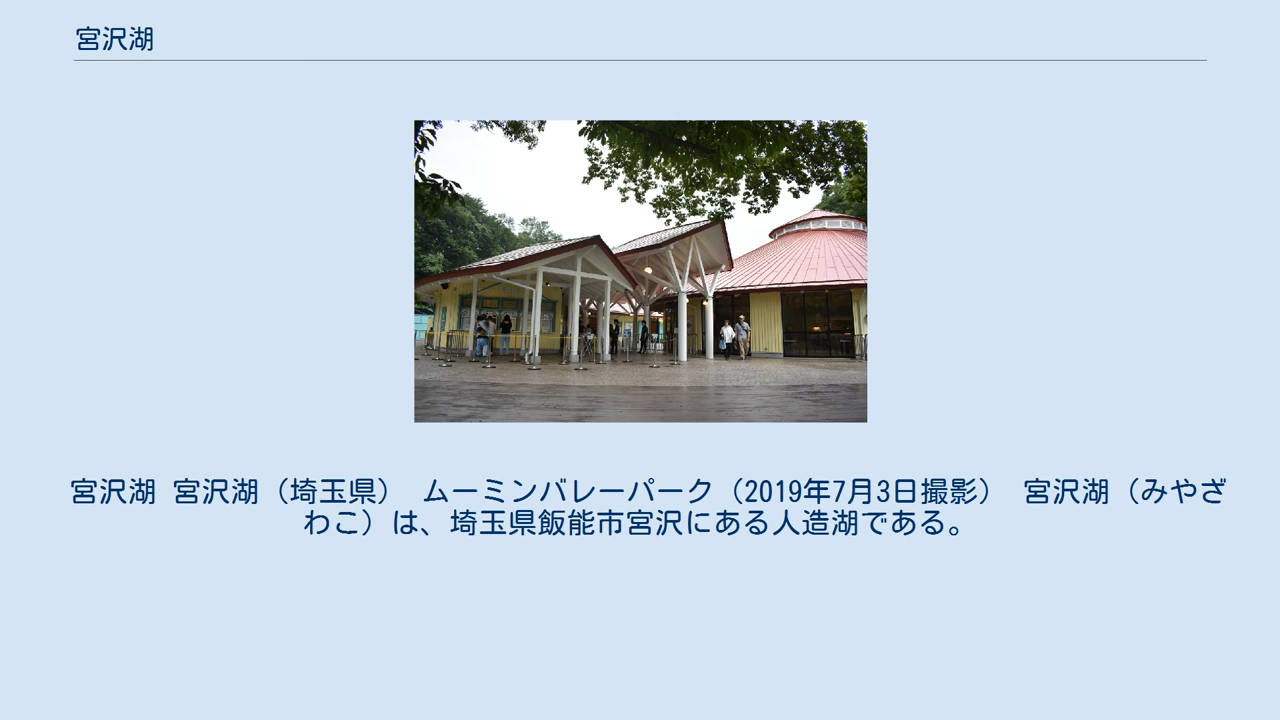 宮沢湖
宮沢湖 宮沢湖（埼玉県） ムーミンバレーパーク（2019年7月3日撮影） 宮沢湖（みやざ
わこ）は、埼玉県飯能市宮沢にある人造湖である。